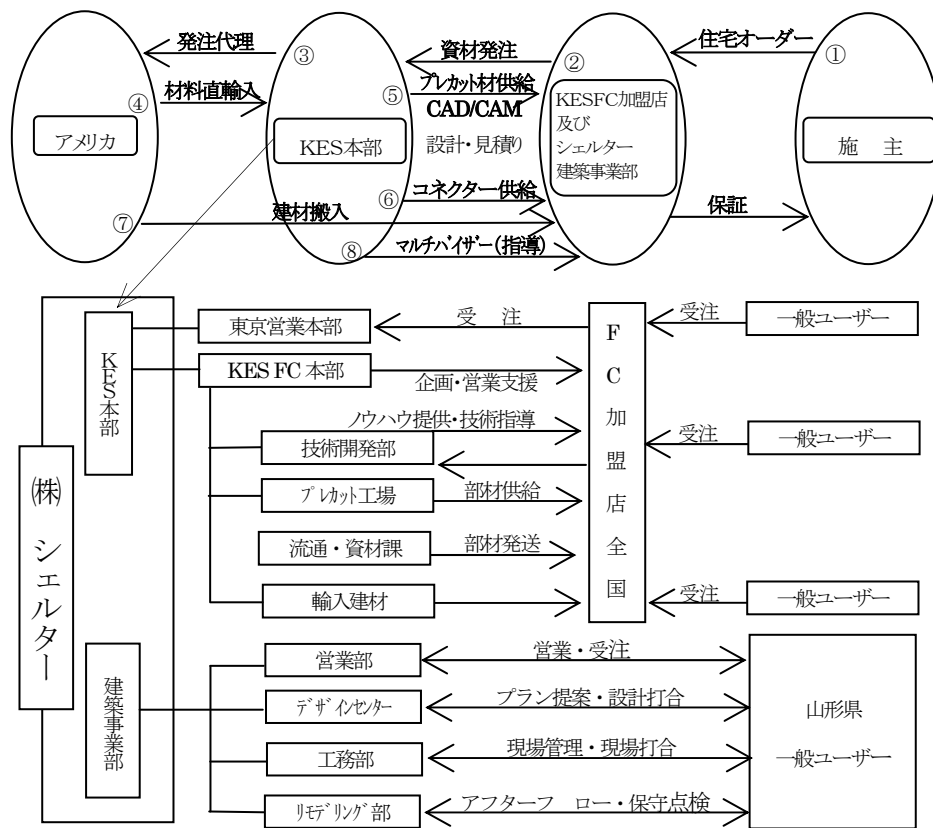 発注代理
③
資材発注
②
住宅オーダー
①
④
材料直輸入
⑤
プレカット材供給
CAD/CAM
設計・見積り
アメリカ
KES本部
KESFC加盟店
及び
シェルター
建築事業部
施 主
⑥
コネクター供給
⑦
建材搬入
保証
⑧
マルチバイザー(指導)
KES本部
東京営業本部
受 注
FC加盟店全国
受注
一般ユーザー
KES FC 本部
企画・営業支援
ノウハウ提供・技術指導
技術開発部
受注
一般ユーザー
プレカット工場
部材供給
流通・資材課
部材発送
輸入建材
受注
一般ユーザー
㈱シェルター
建築事業部
営業部
営業・受注
デザインセンター
プラン提案・設計打合
山形県
一般ユーザー
工務部
現場管理・現場打合
リモデリング部
アフターフ ロー・保守点検